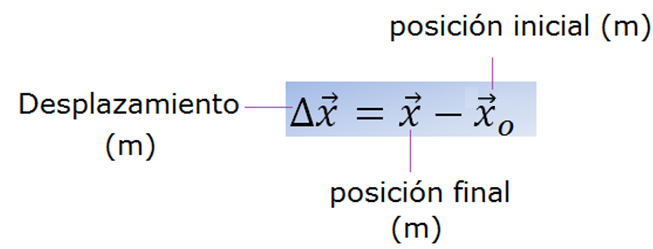 posición inicial (m)
Desplazamiento
(m)
Δx⃗ = x⃗ − x⃗ₒ
posición final
(m)